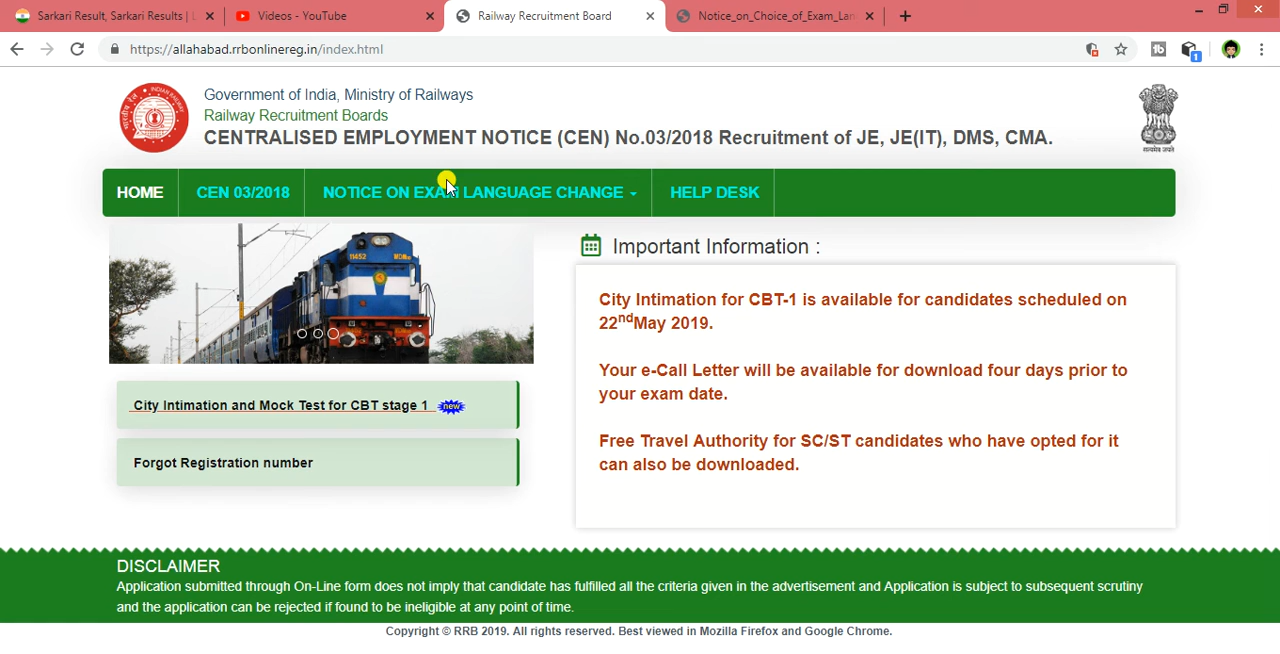 Sarkari Result, Sarkari Results | L
Videos - YouTube
Railway Recruitment Board
Notice_on_Choice_of_Exam_Lan
https://allahabad.rrbonlinereg.in/index.html
1
Government of India, Ministry of Railways
Railway Recruitment Boards
CENTRALISED EMPLOYMENT NOTICE (CEN) No.03/2018 Recruitment of JE, JE(IT), DMS, CMA.
सत्यमेव जयते
HOME
CEN 03/2018
NOTICE ON EXAM LANGUAGE CHANGE
HELP DESK
11452
Important Information :
City Intimation for CBT-1 is available for candidates scheduled on
22ndMay 2019.
Your e-Call Letter will be available for download four days prior to
your exam date.
Free Travel Authority for SC/ST candidates who have opted for it
can also be downloaded.
City Intimation and Mock Test for CBT stage 1 new
Forgot Registration number
DISCLAIMER
Application submitted through On-Line form does not imply that candidate has fulfilled all the criteria given in the advertisement and Application is subject to subsequent scrutiny
and the application can be rejected if found to be ineligible at any point of time.
Copyright © RRB 2019. All rights reserved. Best viewed in Mozilla Firefox and Google Chrome.